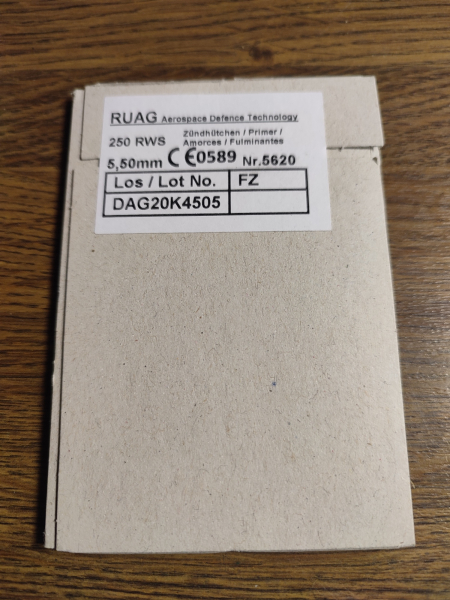 RUAG Aerospace Defence Technology
250 RWS Zündhütchen / Primer /
Amorces / Fulminantes
5,50mm CE0589 Nr.5620
Los / Lot No. FZ
DAG20K4505